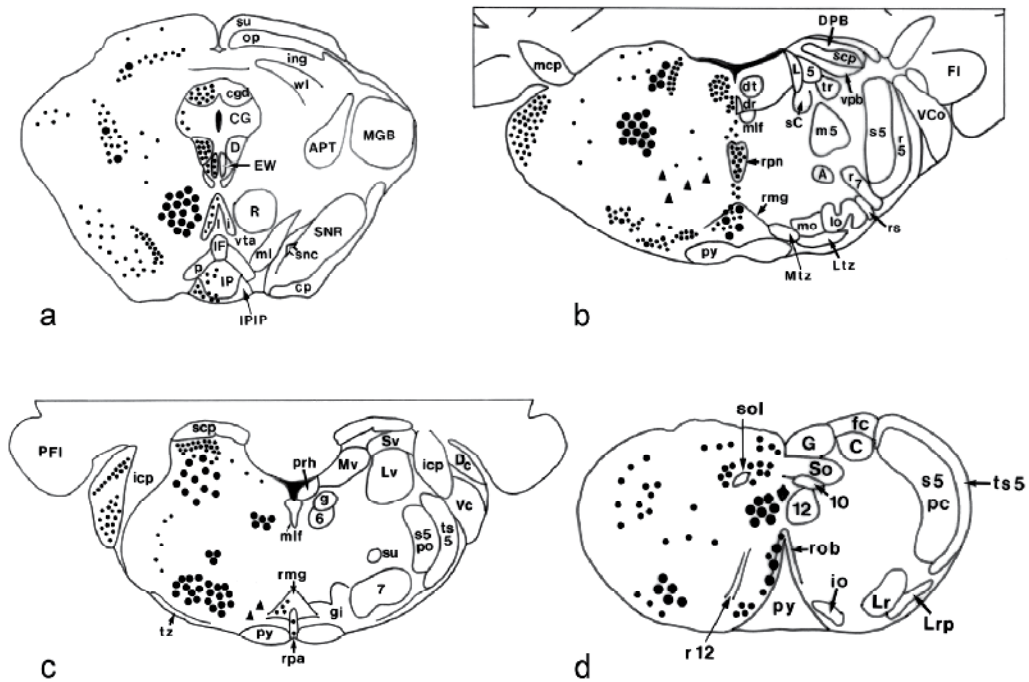 su
op
ing
wl
cgd
CG
D
EW
APT
MGB
R
i
vta
IF
p
IP
ml
snc
SNR
cp
IPIP
a
DPB
mcp
scp
L
5
dt
tr
vpb
FI
dr
sC
mlf
m5
s5
r
5
VCo
rpn
A
r7
rmg
mo
lo
rs
py
Mtz
Ltz
b
PFI
scp
icp
prh
Mv
Sv
Lv
icp
Dc
Vc
g
6
mlf
s5
po
ts
5
su
rmg
7
gi
tz
py
rpa
c
sol
G
fc
C
So
10
12
s5
pc
ts5
rob
io
py
Lr
Lrp
r12
d